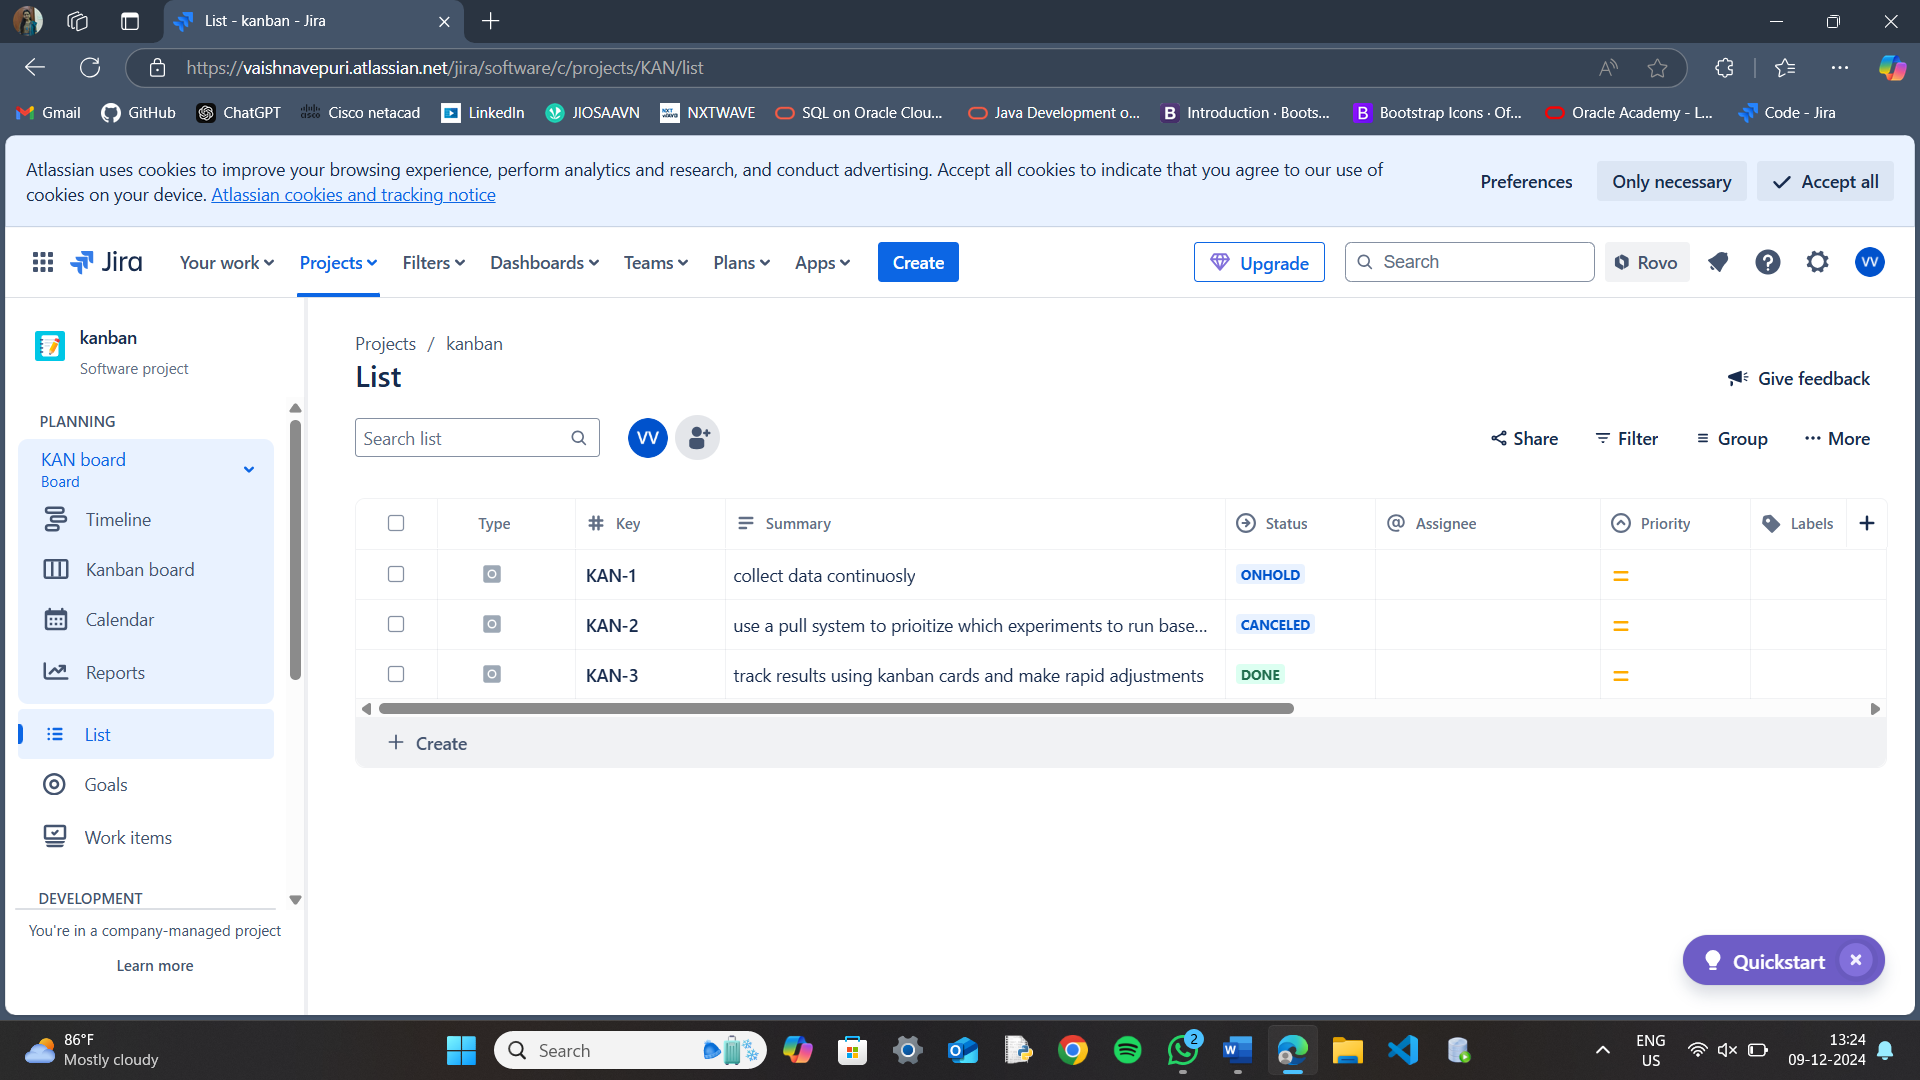 List - kanban - Jira
https://vaishnavepuri.atlassian.net/jira/software/c/projects/KAN/list
Gmail GitHub ChatGPT Cisco netacad LinkedIn JIOSAAVN NXTWAVE SQL on Oracle Clou... Java Development o... Introduction · Boots... Bootstrap Icons · Of... Oracle Academy - L... Code - Jira
Atlassian uses cookies to improve your browsing experience, perform analytics and research, and conduct advertising. Accept all cookies to indicate that you agree to our use of
cookies on your device. Atlassian cookies and tracking notice
Preferences Only necessary Accept all
Jira Your work Projects Filters Dashboards Teams Plans Apps Create Upgrade Search Rovo VV
kanban
Software project
PLANNING
KAN board
Board
Timeline
Kanban board
Calendar
Reports
List
Goals
Work items
DEVELOPMENT
You're in a company-managed project
Learn more
Projects / kanban
List
Give feedback
Search list VV Share Filter Group More
Type Key Summary Status Assignee Priority Labels
KAN-1 collect data continuosly ONHOLD
KAN-2 use a pull system to prioitize which experiments to run base... CANCELED
KAN-3 track results using kanban cards and make rapid adjustments DONE
Create
Quickstart
86°F
Mostly cloudy
Search
2
ENG
US
13:24
09-12-2024